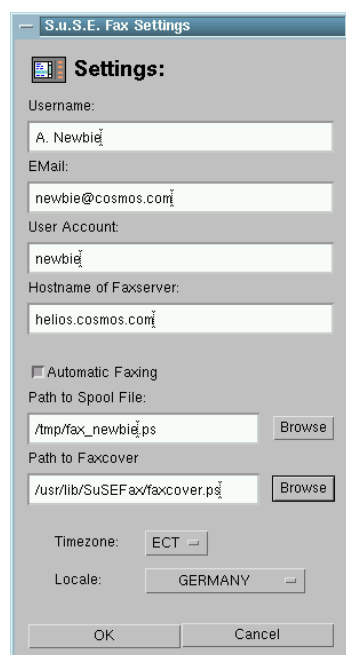 S.u.S.E. Fax Settings
Settings:
Username:
A. Newbie
EMail:
newbie@cosmos.com
User Account:
newbie
Hostname of Faxserver:
helios.cosmos.com
Automatic Faxing
Path to Spool File:
/tmp/fax_newbie.ps Browse
Path to Faxcover
/usr/lib/SuSEFax/faxcover.ps Browse
Timezone: ECT
Locale: GERMANY
OK Cancel